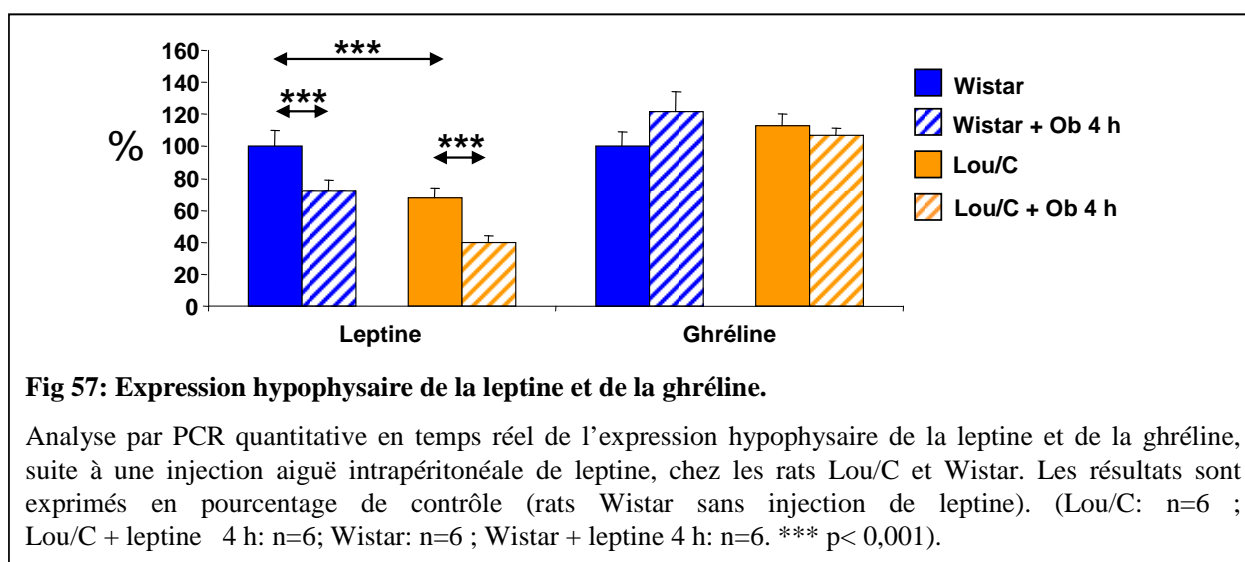 160
140
120
100
80
60
40
20
0
%
***
***
***
Leptine
Ghréline
Wistar
Wistar + Ob 4 h
Lou/C
Lou/C + Ob 4 h
Fig 57: Expression hypophysaire de la leptine et de la ghréline.
Analyse par PCR quantitative en temps réel de l'expression hypophysaire de la leptine et de la ghréline,
suite à une injection aiguë intrapéritonéale de leptine, chez les rats Lou/C et Wistar. Les résultats sont
exprimés en pourcentage de contrôle (rats Wistar sans injection de leptine). (Lou/C: n=6 ;
Lou/C + leptine 4 h: n=6; Wistar: n=6 ; Wistar + leptine 4 h: n=6. *** p< 0,001).